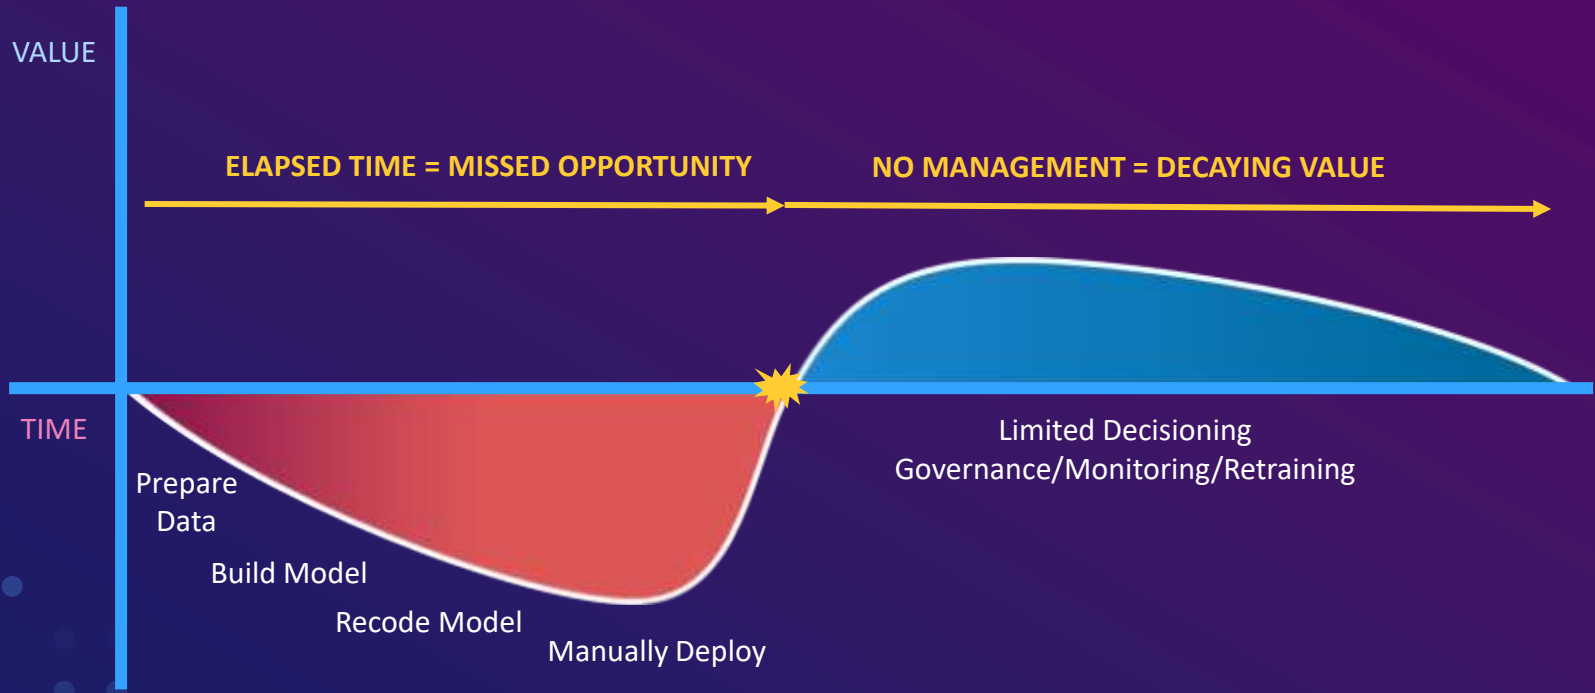 VALUE
ELAPSED TIME = MISSED OPPORTUNITY
NO MANAGEMENT = DECAYING VALUE
TIME
Prepare
Data
Build Model
Recode Model
Manually Deploy
Limited Decisioning
Governance/Monitoring/Retraining